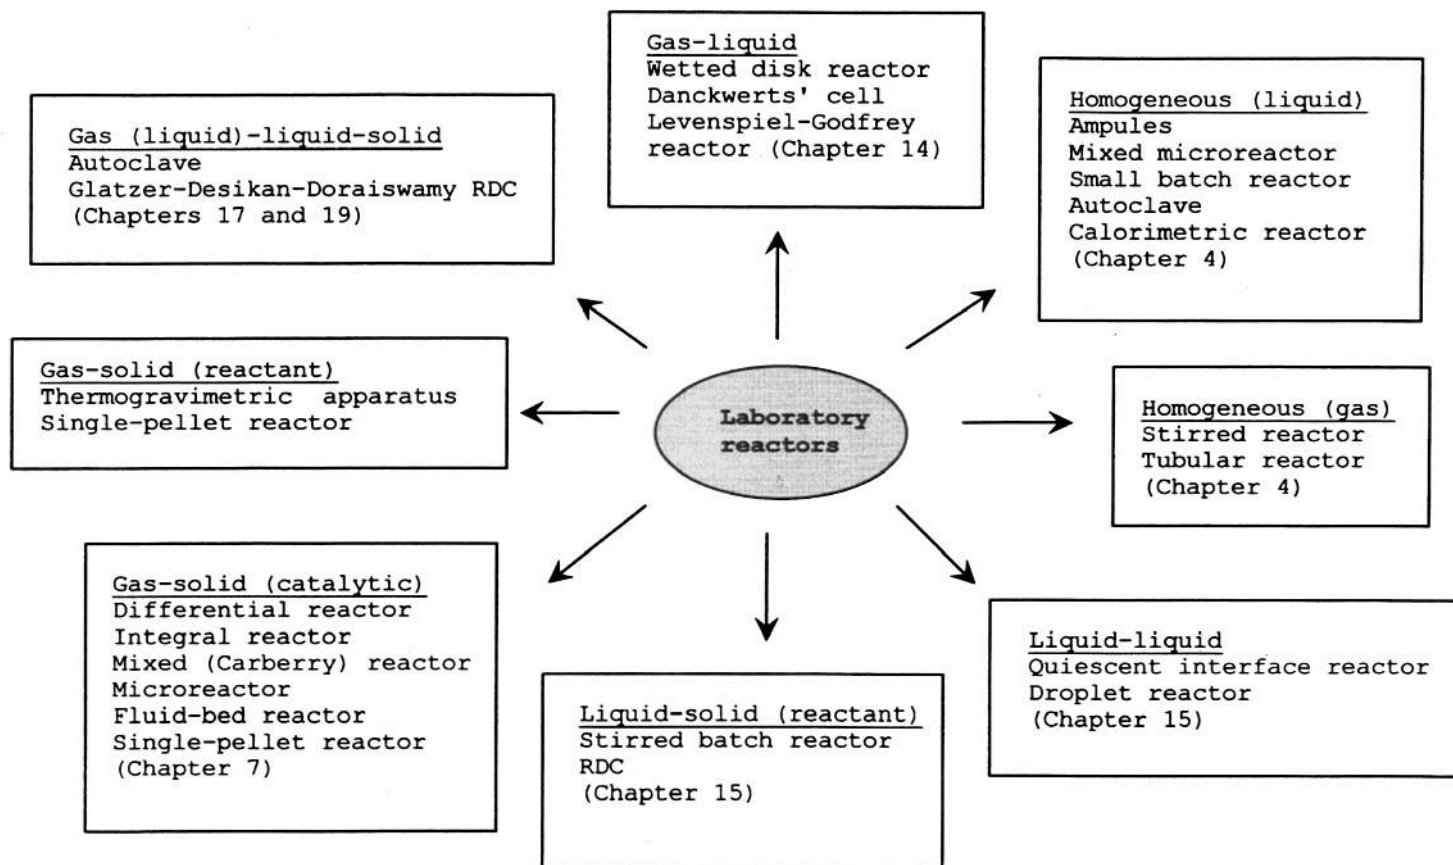 Gas-liquid
Wetted disk reactor
Danckwerts' cell
Levenspiel-Godfrey
reactor (Chapter 14)
Gas (liquid)-liquid-solid
Autoclave
Glatzer-Desikan-Doraiswamy RDC
(Chapters 17 and 19)
Homogeneous (liquid)
Ampules
Mixed microreactor
Small batch reactor
Autoclave
Calorimetric reactor
(Chapter 4)
Gas-solid (reactant)
Thermogravimetric apparatus
Single-pellet reactor
Laboratory
reactors
Homogeneous (gas)
Stirred reactor
Tubular reactor
(Chapter 4)
Gas-solid (catalytic)
Differential reactor
Integral reactor
Mixed (Carberry) reactor
Microreactor
Fluid-bed reactor
Single-pellet reactor
(Chapter 7)
Liquid-solid (reactant)
Stirred batch reactor
RDC
(Chapter 15)
Liquid-liquid
Quiescent interface reactor
Droplet reactor
(Chapter 15)